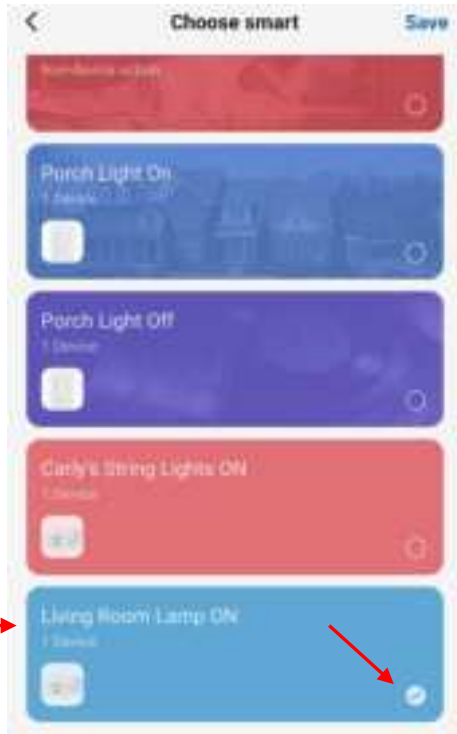 Choose smart
Save
Porch Light On
1 Device
Porch Light Off
1 Device
Carly's String Lights ON
1 Device
Living Room Lamp ON
1 Device